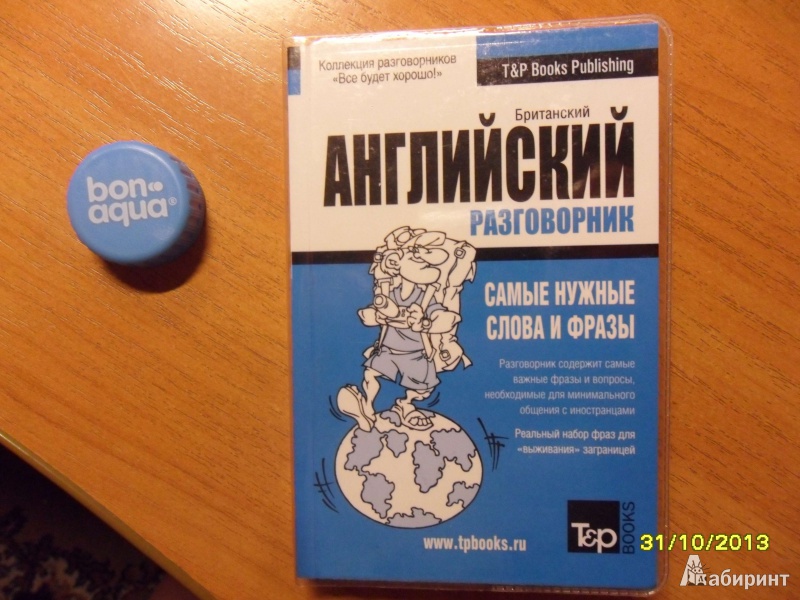 Коллекция разговорников
«Все будет хорошо!»
T&P Books Publishing
Британский
АНГЛИЙСКИЙ
РАЗГОВОРНИК
bon
aqua®
САМЫЕ НУЖНЫЕ
СЛОВА И ФРАЗЫ
Разговорник содержит самые
важные фразы и вопросы,
необходимые для минимального
общения с иностранцами
Реальный набор фраз для
«выживания» заграницей
www.tpbooks.ru
T&P
BOOKS
31/10/2013
Лабиринт